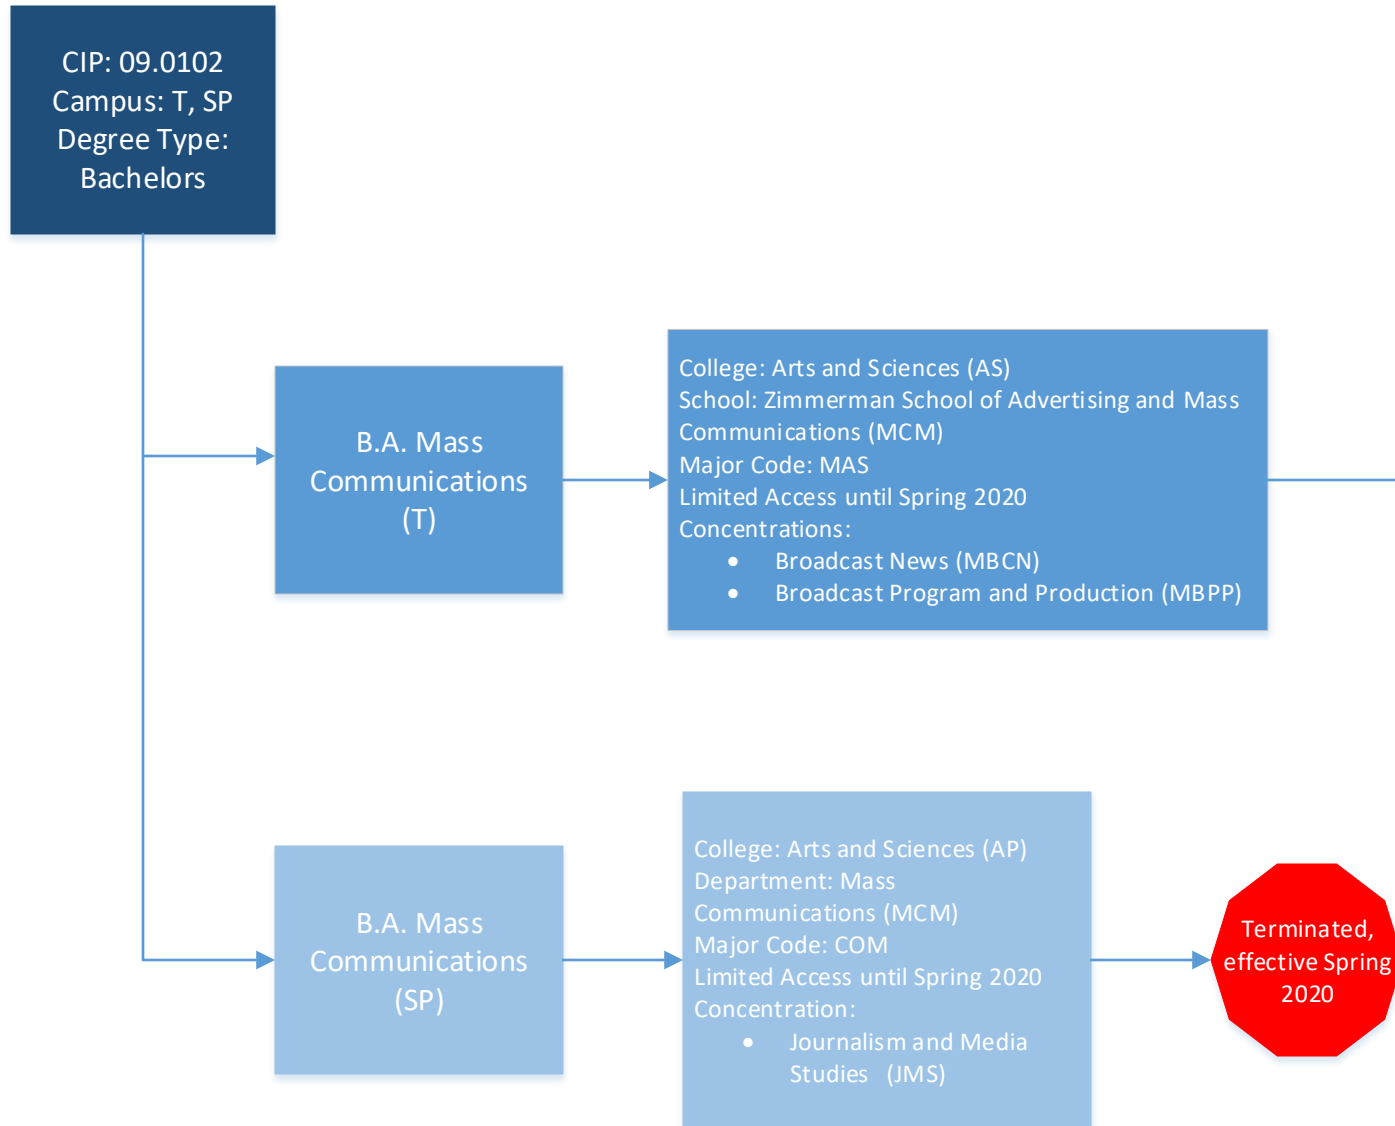 CIP: 09.0102
Campus: T, SP
Degree Type:
Bachelors
B.A. Mass
Communications
(T)
College: Arts and Sciences (AS)
School: Zimmerman School of Advertising and Mass
Communications (MCM)
Major Code: MAS
Limited Access until Spring 2020
Concentrations:
• Broadcast News (MBCN)
• Broadcast Program and Production (MBPP)
B.A. Mass
Communications
(SP)
College: Arts and Sciences (AP)
Department: Mass
Communications (MCM)
Major Code: COM
Limited Access until Spring 2020
Concentration:
• Journalism and Media
Studies (JMS)
Terminated,
effective Spring
2020